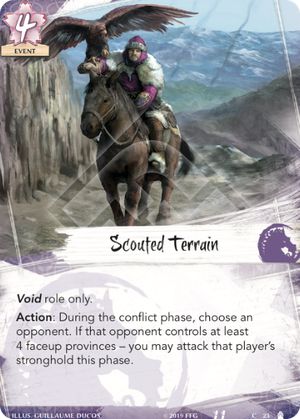 4
EVENT
Scouted Terrain
Void role only.
Action: During the conflict phase, choose an
opponent. If that opponent controls at least
4 faceup provinces – you may attack that player's
stronghold this phase.
ILLUS. GUILLAUME DUCOS
© 2019 FFG
C 23